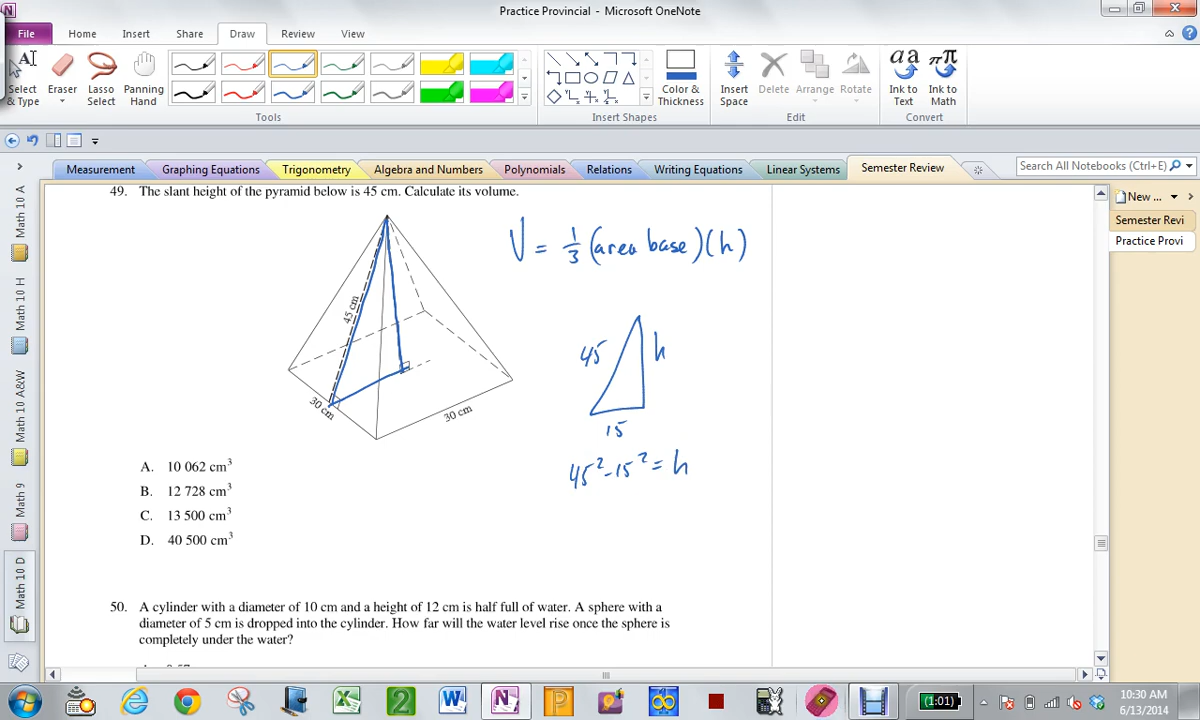 Practice Provincial - Microsoft OneNote
File Home Insert Share Draw Review View
Select & Type
Eraser
Lasso Select
Panning Hand
Color & Thickness
Insert Space
Delete
Arrange
Rotate
Ink to Text
Ink to Math
Tools
Insert Shapes
Edit
Convert
Measurement Graphing Equations Trigonometry Algebra and Numbers Polynomials Relations Writing Equations Linear Systems Semester Review
Search All Notebooks (Ctrl+E)
New ...
Semester Revi
Practice Provi
Math 10 A
Math 10 H
Math 10 A&W
Math 9
Math 10 D
49. The slant height of the pyramid below is 45 cm. Calculate its volume.
V = 1/3 (area base)(h)
45 cm
30 cm
30 cm
45
h
15
45² - 15² = h
A. 10 062 cm³
B. 12 728 cm³
C. 13 500 cm³
D. 40 500 cm³
50. A cylinder with a diameter of 10 cm and a height of 12 cm is half full of water. A sphere with a
diameter of 5 cm is dropped into the cylinder. How far will the water level rise once the sphere is
completely under the water?
(1:01)
10:30 AM
6/13/2014